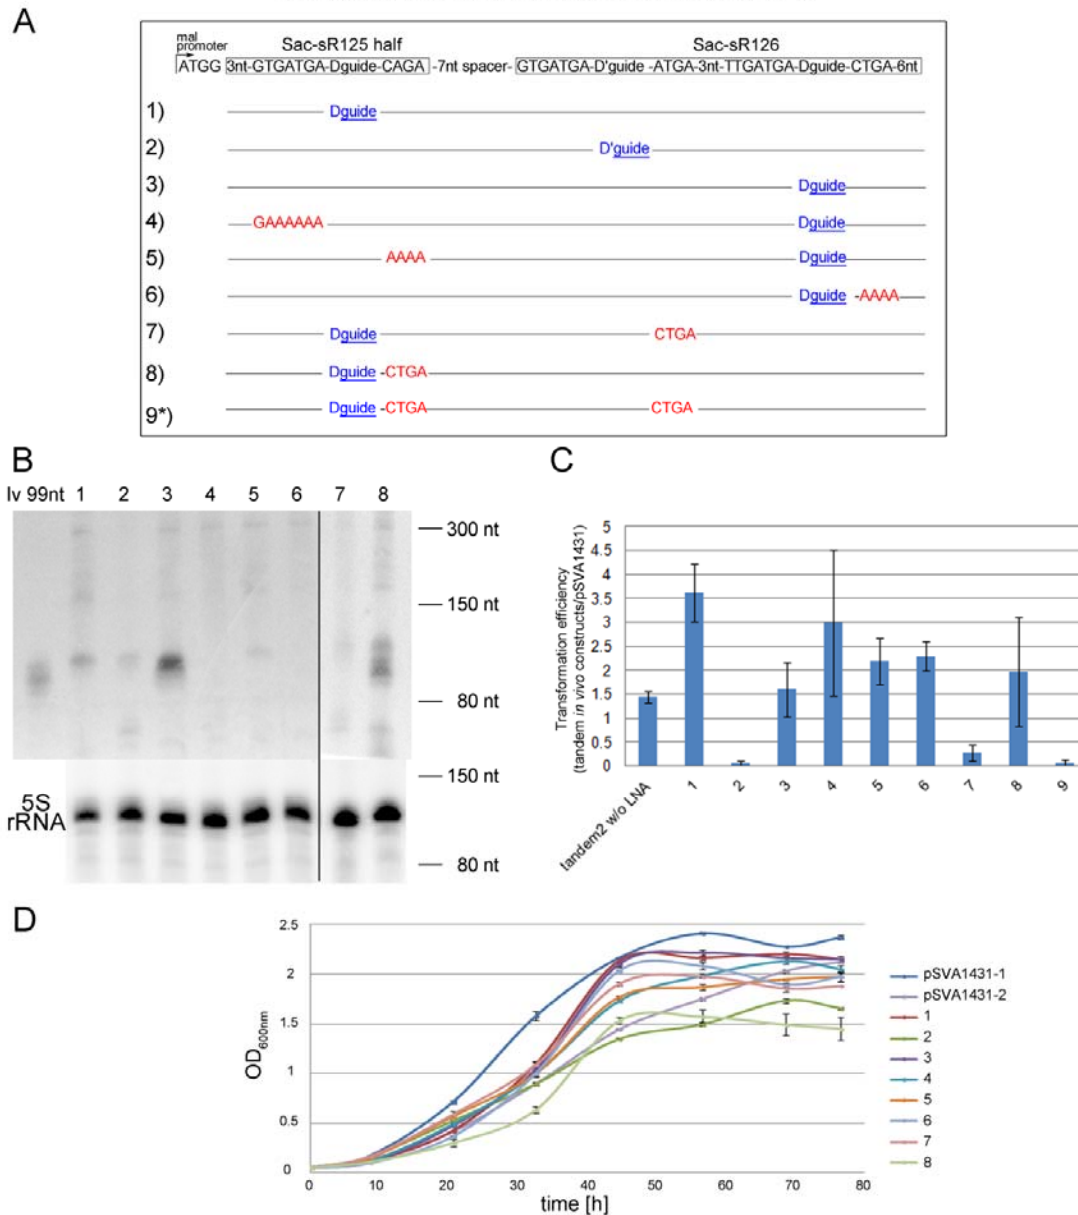 A
mal promoter
Sac-sR125 half
Sac-sR126
ATGG 3nt-GTGATGA-Dguide-CAGA -7nt spacer- GTGATGA-D'guide -ATGA-3nt-TTGATGA-Dguide-CTGA-6nt
1) Dguide
2) D'guide
3) Dguide
4) GAAAAAA Dguide
5) AAAA Dguide
6) Dguide -AAAA
7) Dguide CTGA
8) Dguide -CTGA
9*) Dguide -CTGA CTGA
B
Iv 99nt 1 2 3 4 5 6 7 8
300 nt
150 nt
80 nt
5S rRNA
150 nt
80 nt
C
Transformation efficiency
(tandem in vivo constructs/pSVA1431)
5
4.5
4
3.5
3
2.5
2
1.5
1
0.5
0
tandem2 w/o LNA 1 2 3 4 5 6 7 8 9
D
OD600nm
2.5
2
1.5
1
0.5
0
0 10 20 30 40 50 60 70 80
time [h]
pSVA1431-1
pSVA1431-2
1
2
3
4
5
6
7
8